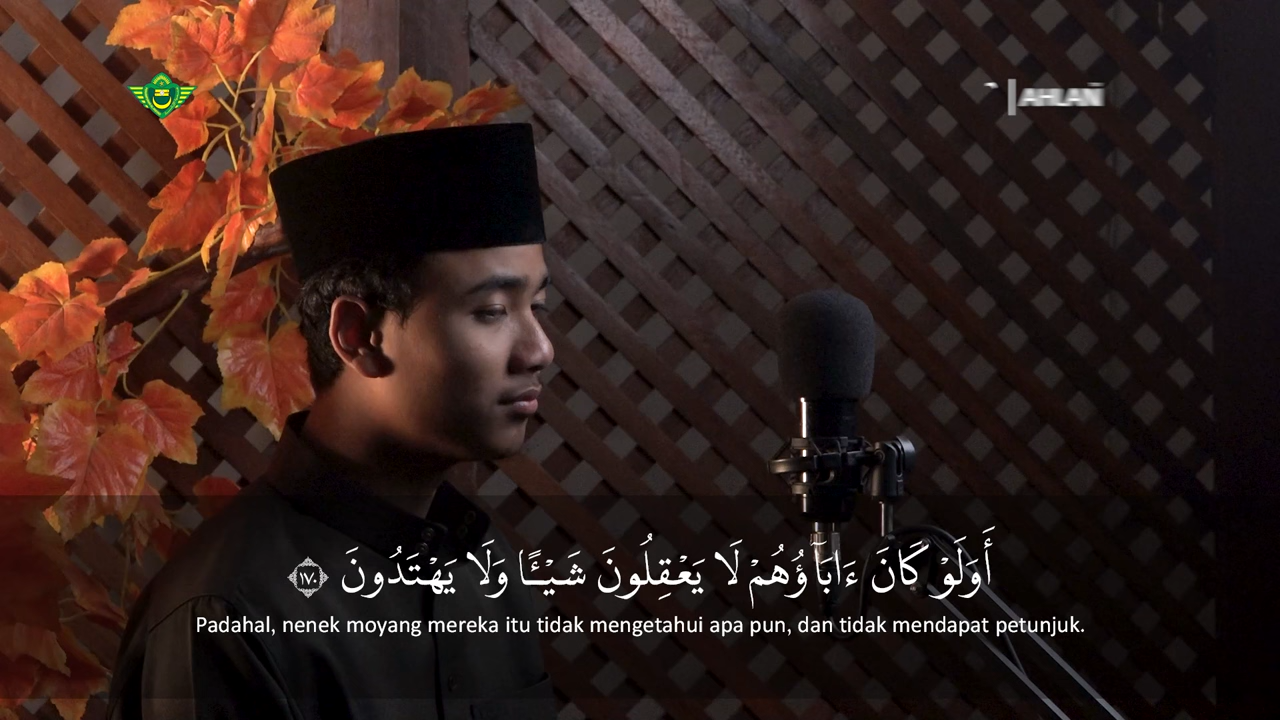 AHLAN
أَوَلَوْ كَانَ ءَابَآؤُهُمْ لَا يَعْقِلُونَ شَيْـًٔا وَلَا يَهْتَدُونَ ١٧٠
Padahal, nenek moyang mereka itu tidak mengetahui apa pun, dan tidak mendapat petunjuk.